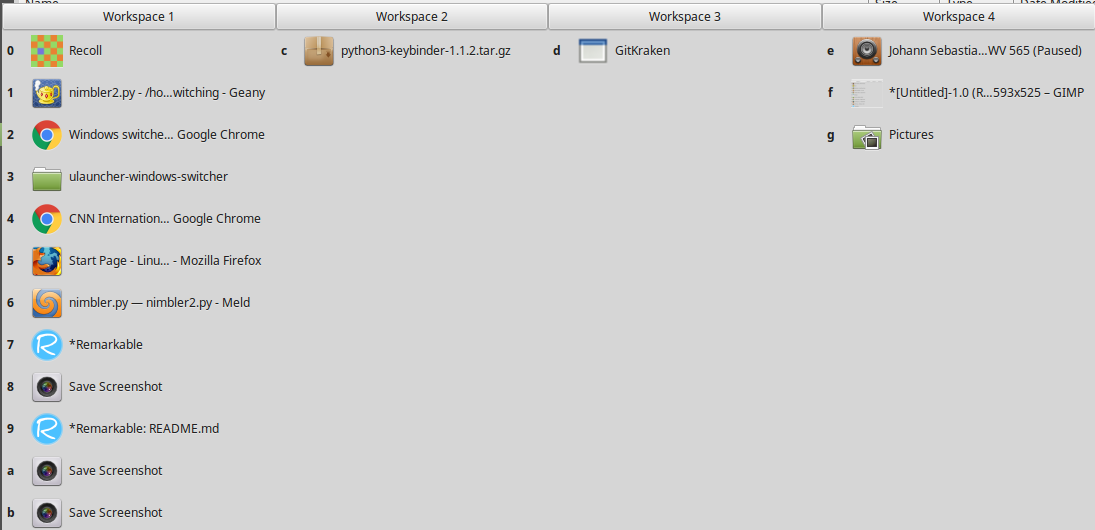 Workspace 1
Workspace 2
Workspace 3
Workspace 4
0 Recoll
c python3-keybinder-1.1.2.tar.gz
d GitKraken
e Johann Sebastia...WV 565 (Paused)
1 nimbler2.py - /ho...witching - Geany
f *[Untitled]-1.0 (R...593x525 – GIMP
2 Windows switche... Google Chrome
g Pictures
3 ulauncher-windows-switcher
4 CNN Internation... Google Chrome
5 Start Page - Linu... - Mozilla Firefox
6 nimbler.py — nimbler2.py - Meld
7 *Remarkable
8 Save Screenshot
9 *Remarkable: README.md
a Save Screenshot
b Save Screenshot